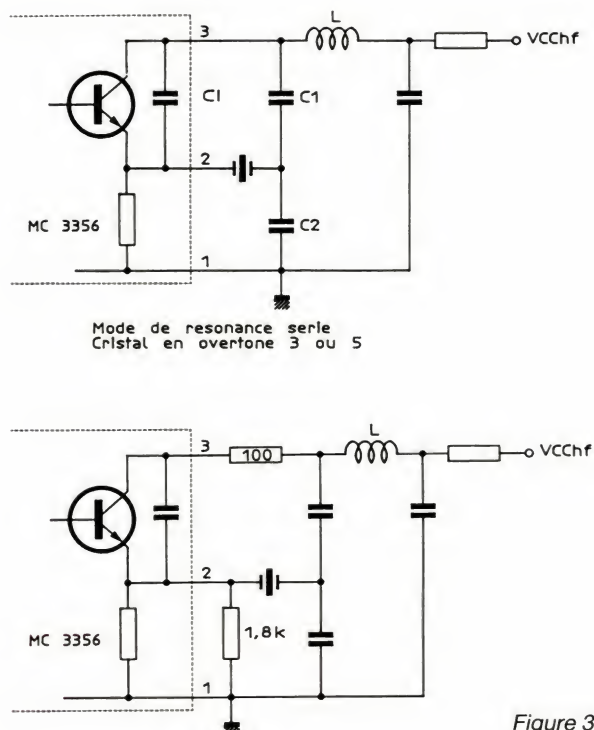 3
L
VCChf
CI
C1
2
MC 3356
C2
1
Mode de resonance serie
Cristal en overtone 3 ou 5
3
100
L
VCChf
2
MC 3356
1,8k
1
Figure 3